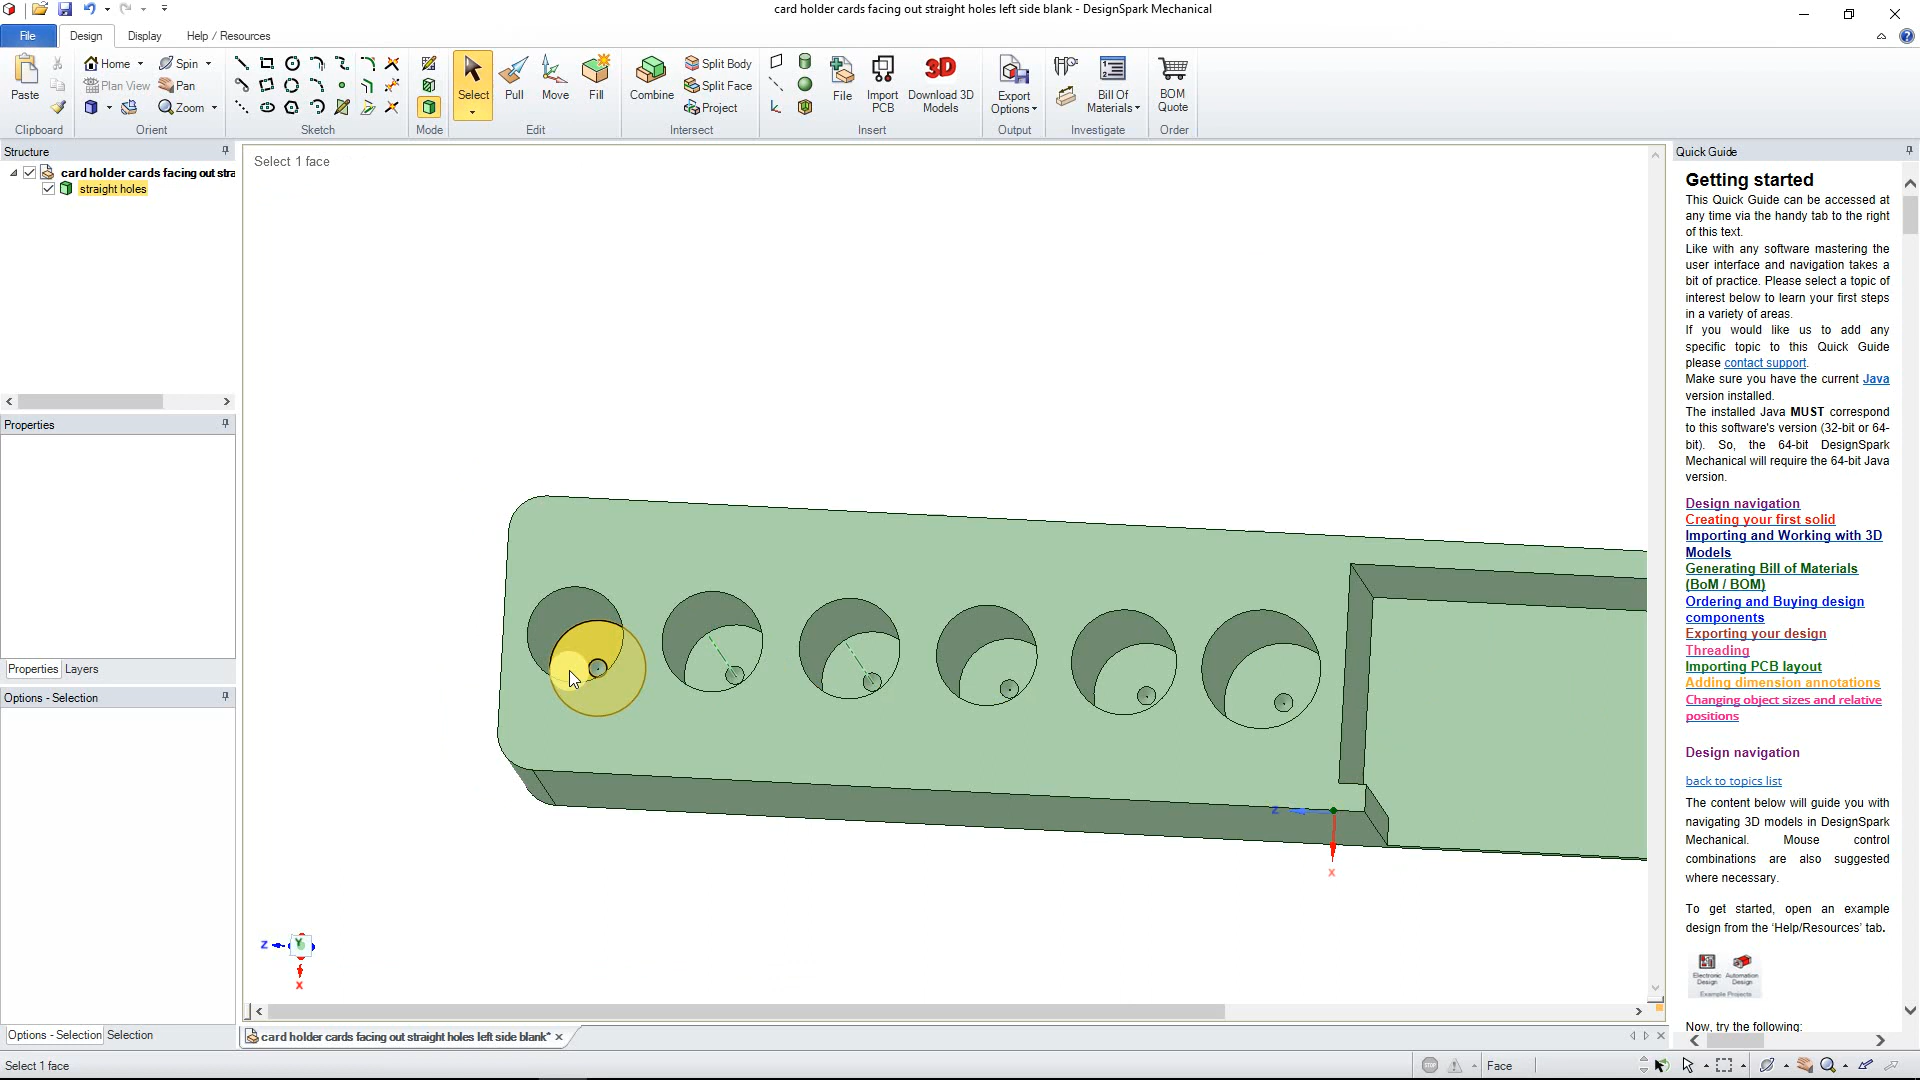 card holder cards facing out straight holes left side blank - DesignSpark Mechanical
File
Design
Display
Help / Resources
Paste
Clipboard
Home
Plan View
Spin
Pan
Zoom
Orient
Sketch
Mode
Select
Pull
Move
Fill
Edit
Combine
Split Body
Split Face
Project
Intersect
File
Import
PCB
Download 3D
Models
3D
Insert
Export
Options
Output
Bill Of
Materials
Investigate
BOM
Quote
Order
Structure
card holder cards facing out stra
straight holes
Properties
Properties
Layers
Options - Selection
Options - Selection
Selection
Select 1 face
Z
X
Z
Y
X
card holder cards facing out straight holes left side blank*
Select 1 face
Face
Quick Guide
Getting started
This Quick Guide can be accessed at
any time via the handy tab to the right
of this text.
Like with any software mastering the
user interface and navigation takes a
bit of practice. Please select a topic of
interest below to learn your first steps
in a variety of areas.
If you would like us to add any
specific topic to this Quick Guide
please contact support.
Make sure you have the current Java
version installed.
The installed Java MUST correspond
to this software's version (32-bit or 64-
bit). So, the 64-bit DesignSpark
Mechanical will require the 64-bit Java
version.
Design navigation
Creating your first solid
Importing and Working with 3D
Models
Generating Bill of Materials
(BoM / BOM)
Ordering and Buying design
components
Exporting your design
Threading
Importing PCB layout
Adding dimension annotations
Changing object sizes and relative
positions
Design navigation
back to topics list
The content below will guide you with
navigating 3D models in DesignSpark
Mechanical. Mouse control
combinations are also suggested
where necessary.
To get started, open an example
design from the 'Help/Resources' tab.
Electronic Design
Automation Design
Example Projects
Now, try the following: